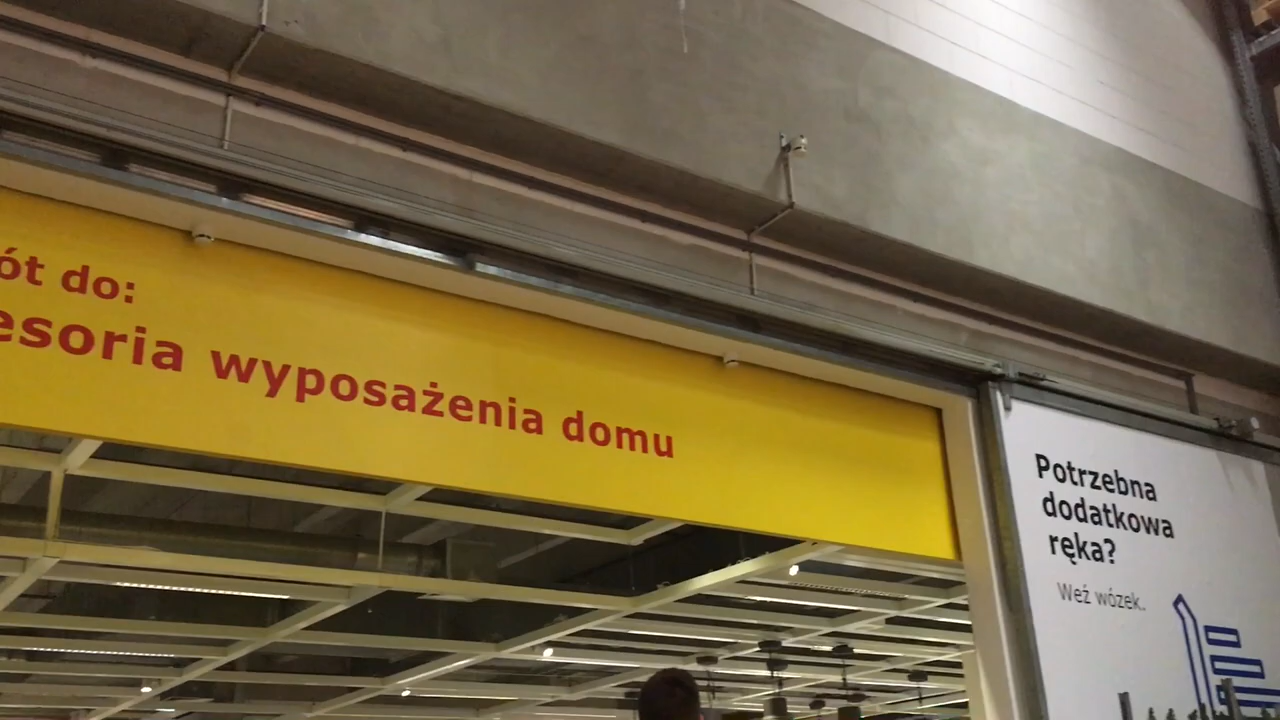 ót do:
esoria wyposażenia domu
Potrzebna
dodatkowa
ręka?
Weź wózek.